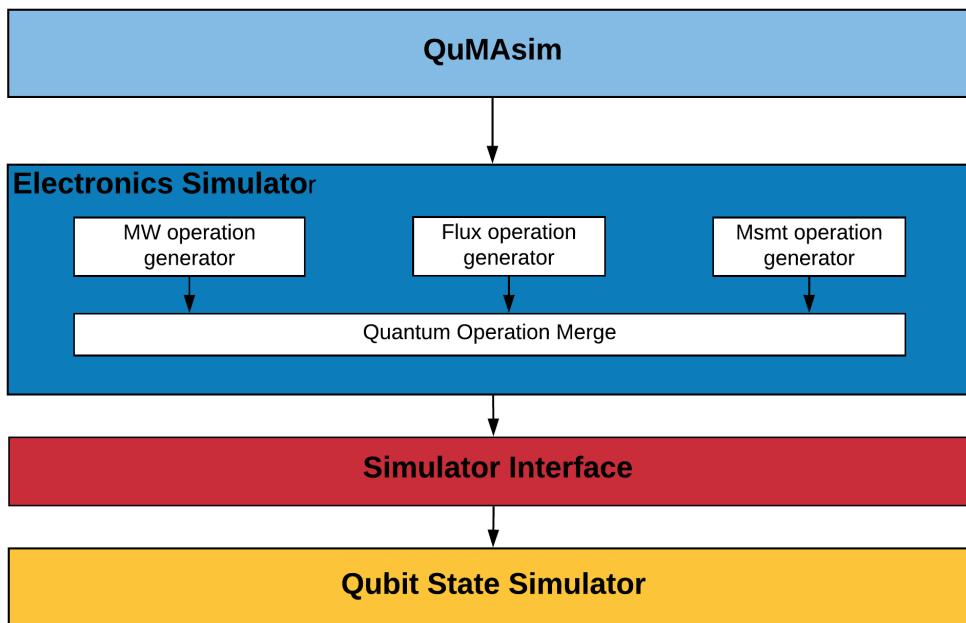 QuMAsim
Electronics Simulator
MW operation
generator
Flux operation
generator
Msmt operation
generator
Quantum Operation Merge
Simulator Interface
Qubit State Simulator